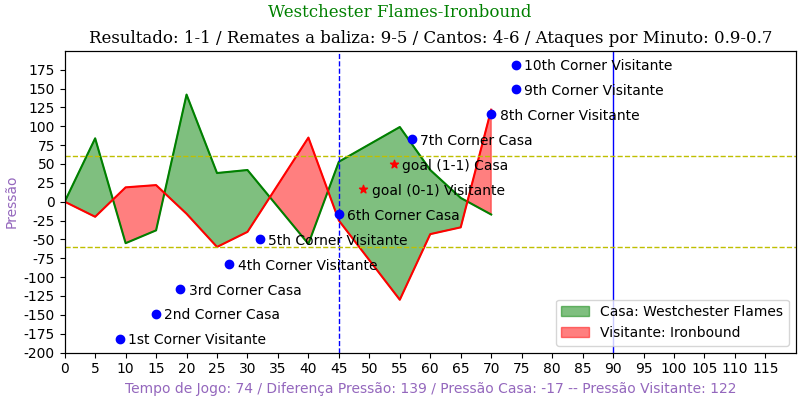 Westchester Flames-Ironbound
Resultado: 1-1 / Remates a baliza: 9-5 / Cantos: 4-6 / Ataques por Minuto: 0.9-0.7
Pressão
175
150
125
100
75
50
25
0
-25
-50
-75
-100
-125
-150
-175
-200
10th Corner Visitante
9th Corner Visitante
8th Corner Visitante
7th Corner Casa
goal (1-1) Casa
goal (0-1) Visitante
6th Corner Casa
5th Corner Visitante
4th Corner Visitante
3rd Corner Casa
2nd Corner Casa
1st Corner Visitante
Casa: Westchester Flames
Visitante: Ironbound
0 5 10 15 20 25 30 35 40 45 50 55 60 65 70 75 80 85 90 95 100 105 110 115
Tempo de Jogo: 74 / Diferença Pressão: 139 / Pressão Casa: -17 -- Pressão Visitante: 122